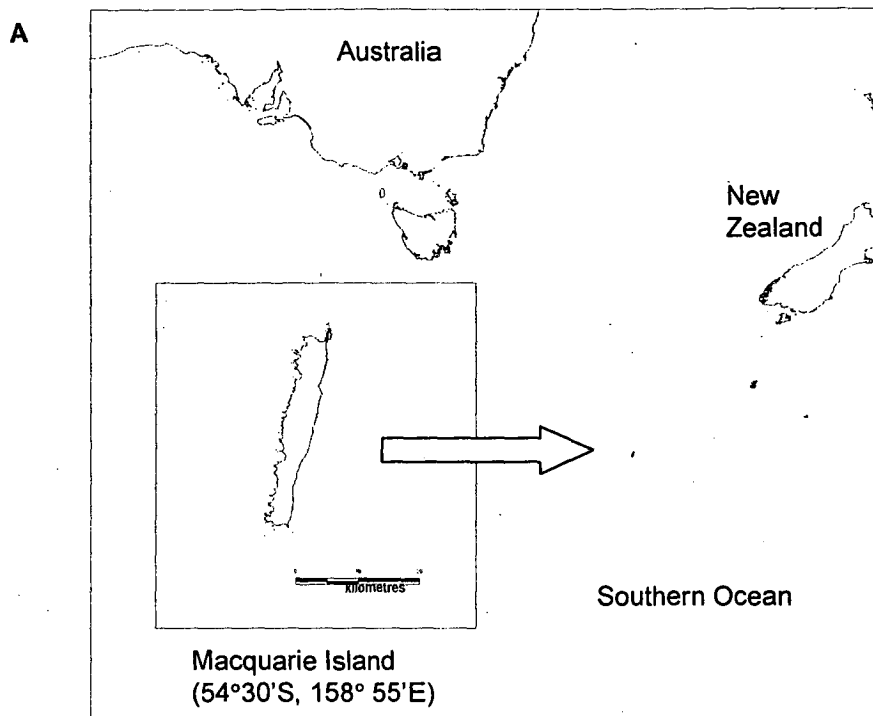 A
Australia
New
Zealand
kilometres
Southern Ocean
Macquarie Island
(54°30'S, 158° 55'E)